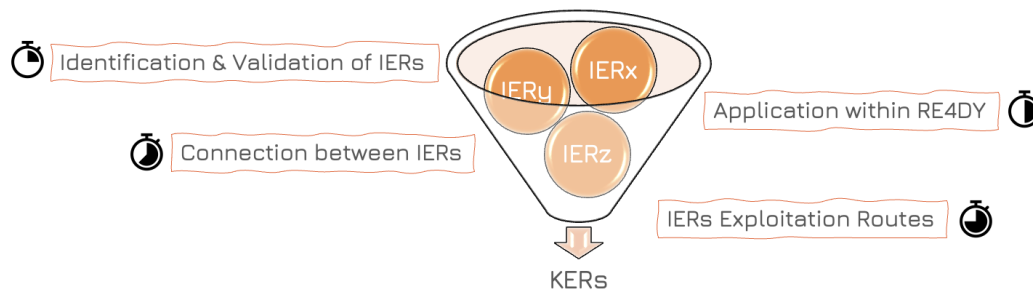 Identification & Validation of IERs
IERy
IERx
Application within RE4DY
Connection between IERs
IERz
IERs Exploitation Routes
KERs